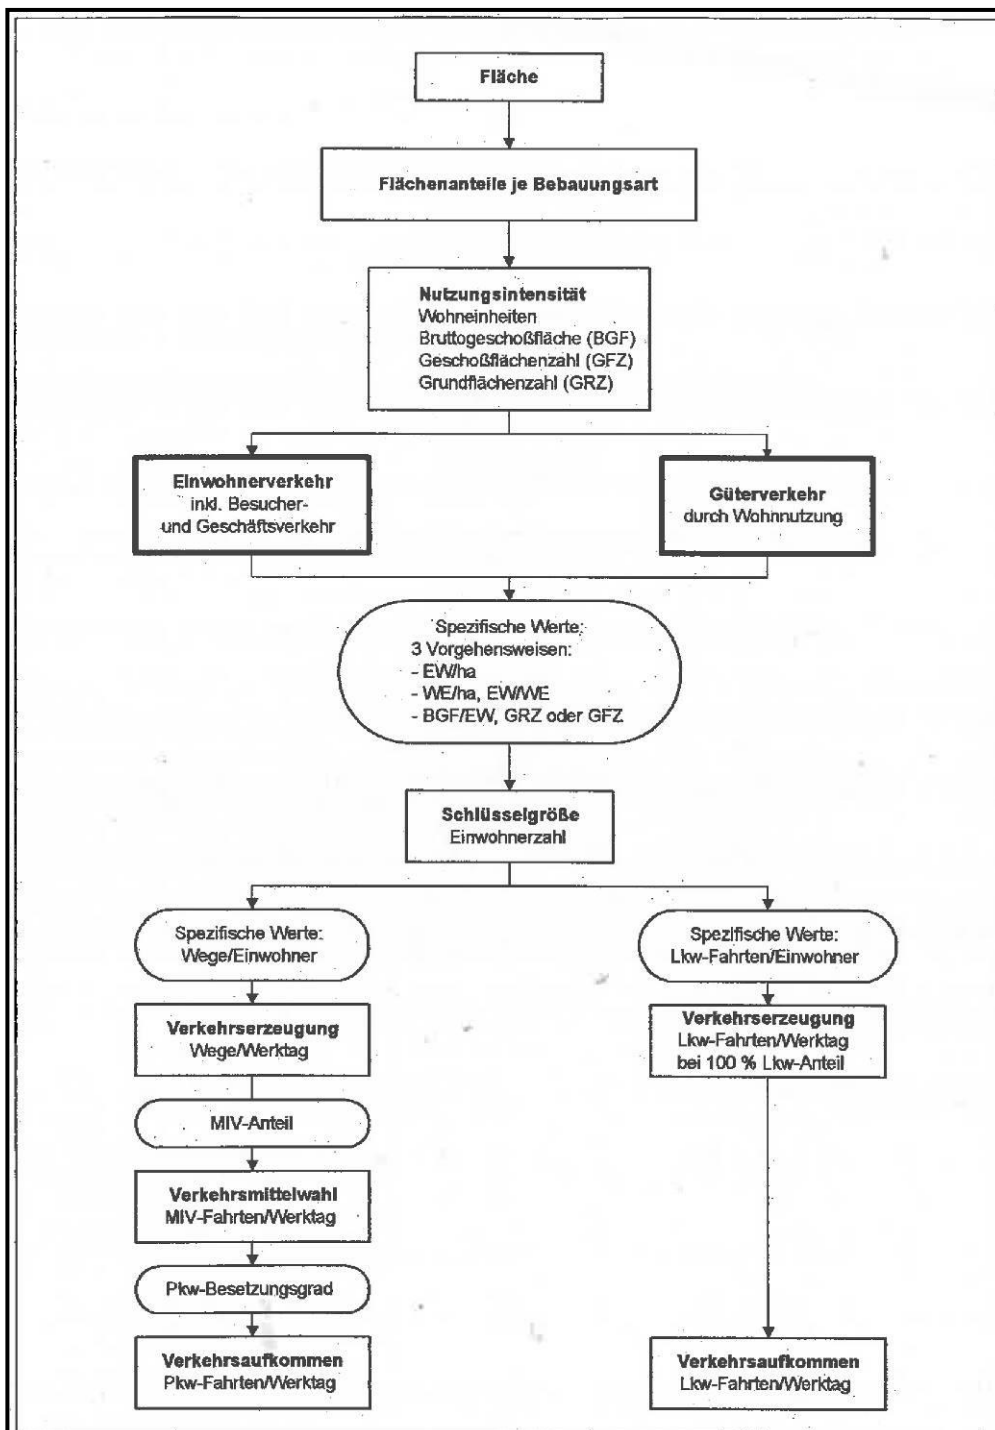 Fläche
Flächenanteile je Bebauungsart
Nutzungsintensität
Wohneinheiten
Bruttogeschoßfläche (BGF)
Geschoßflächenzahl (GFZ)
Grundflächenzahl (GRZ)
Einwohnerverkehr
inkl. Besucher-
und Geschäftsverkehr
Güterverkehr
durch Wohnnutzung
Spezifische Werte:
3 Vorgehensweisen:
- EW/ha
- WE/ha, EW/WE
- BGF/EW, GRZ oder GFZ
Schlüsselgröße
Einwohnerzahl
Spezifische Werte:
Wege/Einwohner
Spezifische Werte:
Lkw-Fahrten/Einwohner
Verkehrserzeugung
Wege/Werktag
Verkehrserzeugung
Lkw-Fahrten/Werktag
bei 100 % Lkw-Anteil
MIV-Anteil
Verkehrsmittelwahl
MIV-Fahrten/Werktag
Pkw-Besetzungsgrad
Verkehrsaufkommen
Pkw-Fahrten/Werktag
Verkehrsaufkommen
Lkw-Fahrten/Werktag